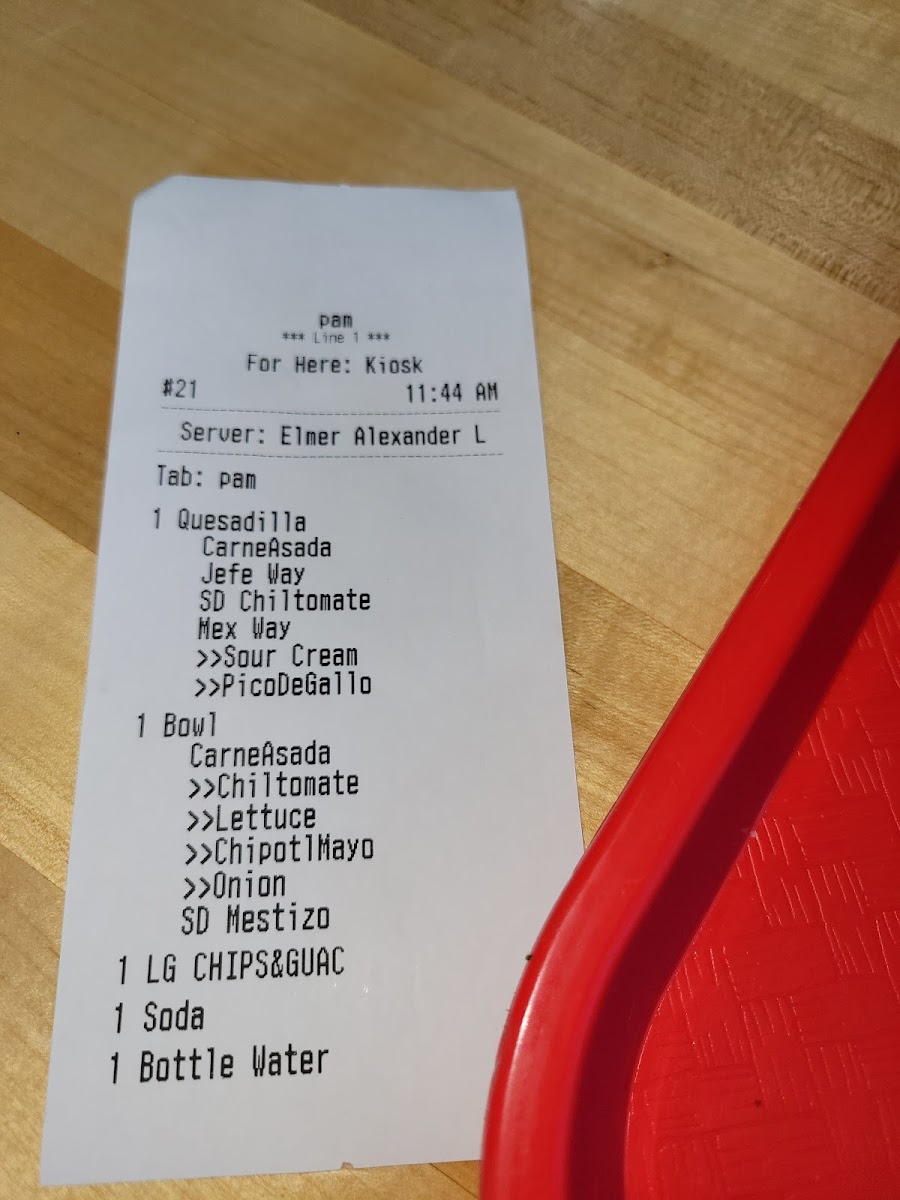 pam
*** Line 1 ***
For Here: Kiosk
#21 11:44 AM
Server: Elmer Alexander L
Tab: pam
1 Quesadilla
CarneAsada
Jefe Way
SD Chiltomate
Mex Way
>>Sour Cream
>>PicoDeGallo
1 Bowl
CarneAsada
>>Chiltomate
>>Lettuce
>>ChipotlMayo
>>Onion
SD Mestizo
1 LG CHIPS&GUAC
1 Soda
1 Bottle Water